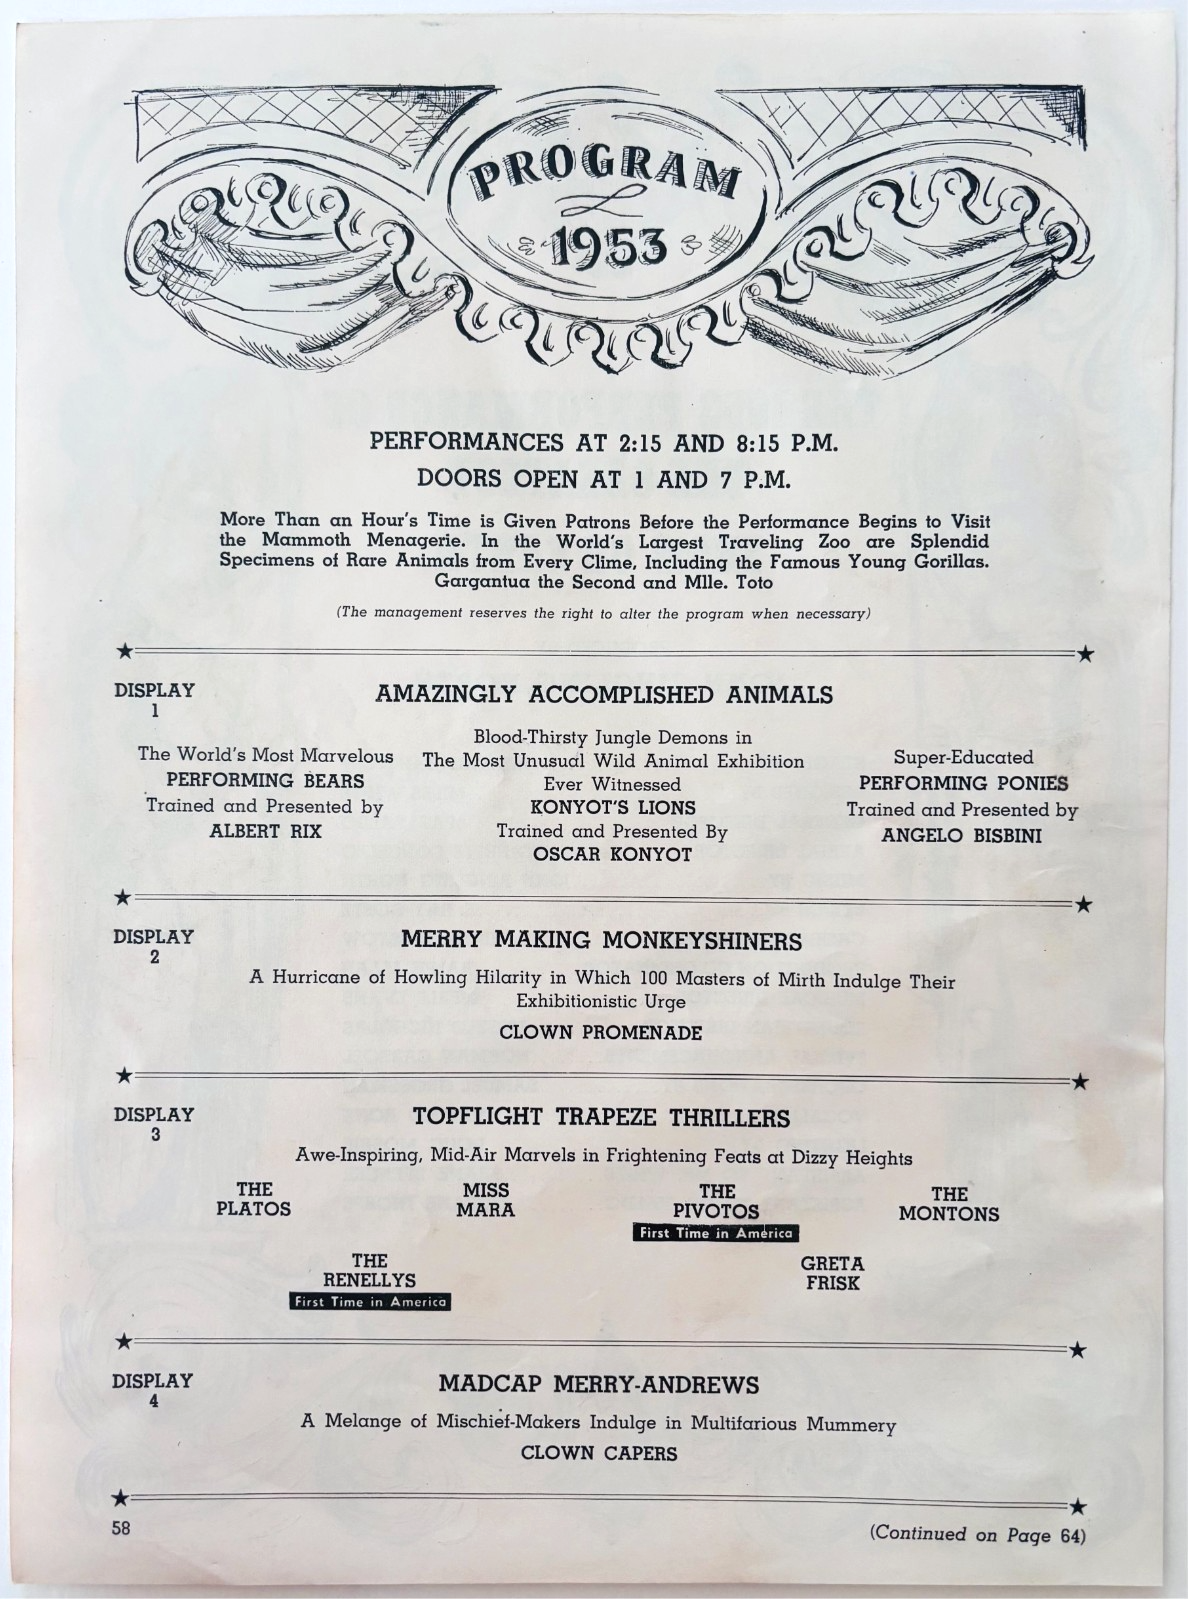 PROGRAM
1953
PERFORMANCES AT 2:15 AND 8:15 P.M.
DOORS OPEN AT 1 AND 7 P.M.
More Than an Hour's Time is Given Patrons Before the Performance Begins to Visit
the Mammoth Menagerie. In the World's Largest Traveling Zoo are Splendid
Specimens of Rare Animals from Every Clime, Including the Famous Young Gorillas.
Gargantua the Second and Mlle. Toto
(The management reserves the right to alter the program when necessary)
DISPLAY
1
AMAZINGLY ACCOMPLISHED ANIMALS
The World's Most Marvelous
PERFORMING BEARS
Trained and Presented by
ALBERT RIX
Blood-Thirsty Jungle Demons in
The Most Unusual Wild Animal Exhibition
Ever Witnessed
KONYOT'S LIONS
Trained and Presented By
OSCAR KONYOT
Super-Educated
PERFORMING PONIES
Trained and Presented by
ANGELO BISBINI
DISPLAY
2
MERRY MAKING MONKEYSHINERS
A Hurricane of Howling Hilarity in Which 100 Masters of Mirth Indulge Their
Exhibitionistic Urge
CLOWN PROMENADE
DISPLAY
3
TOPFLIGHT TRAPEZE THRILLERS
Awe-Inspiring, Mid-Air Marvels in Frightening Feats at Dizzy Heights
THE
PLATOS
MISS
MARA
THE
PIVOTOS
First Time in America
THE
MONTONS
THE
RENELLYS
First Time in America
GRETA
FRISK
DISPLAY
4
MADCAP MERRY-ANDREWS
A Melange of Mischief-Makers Indulge in Multifarious Mummery
CLOWN CAPERS
58
(Continued on Page 64)